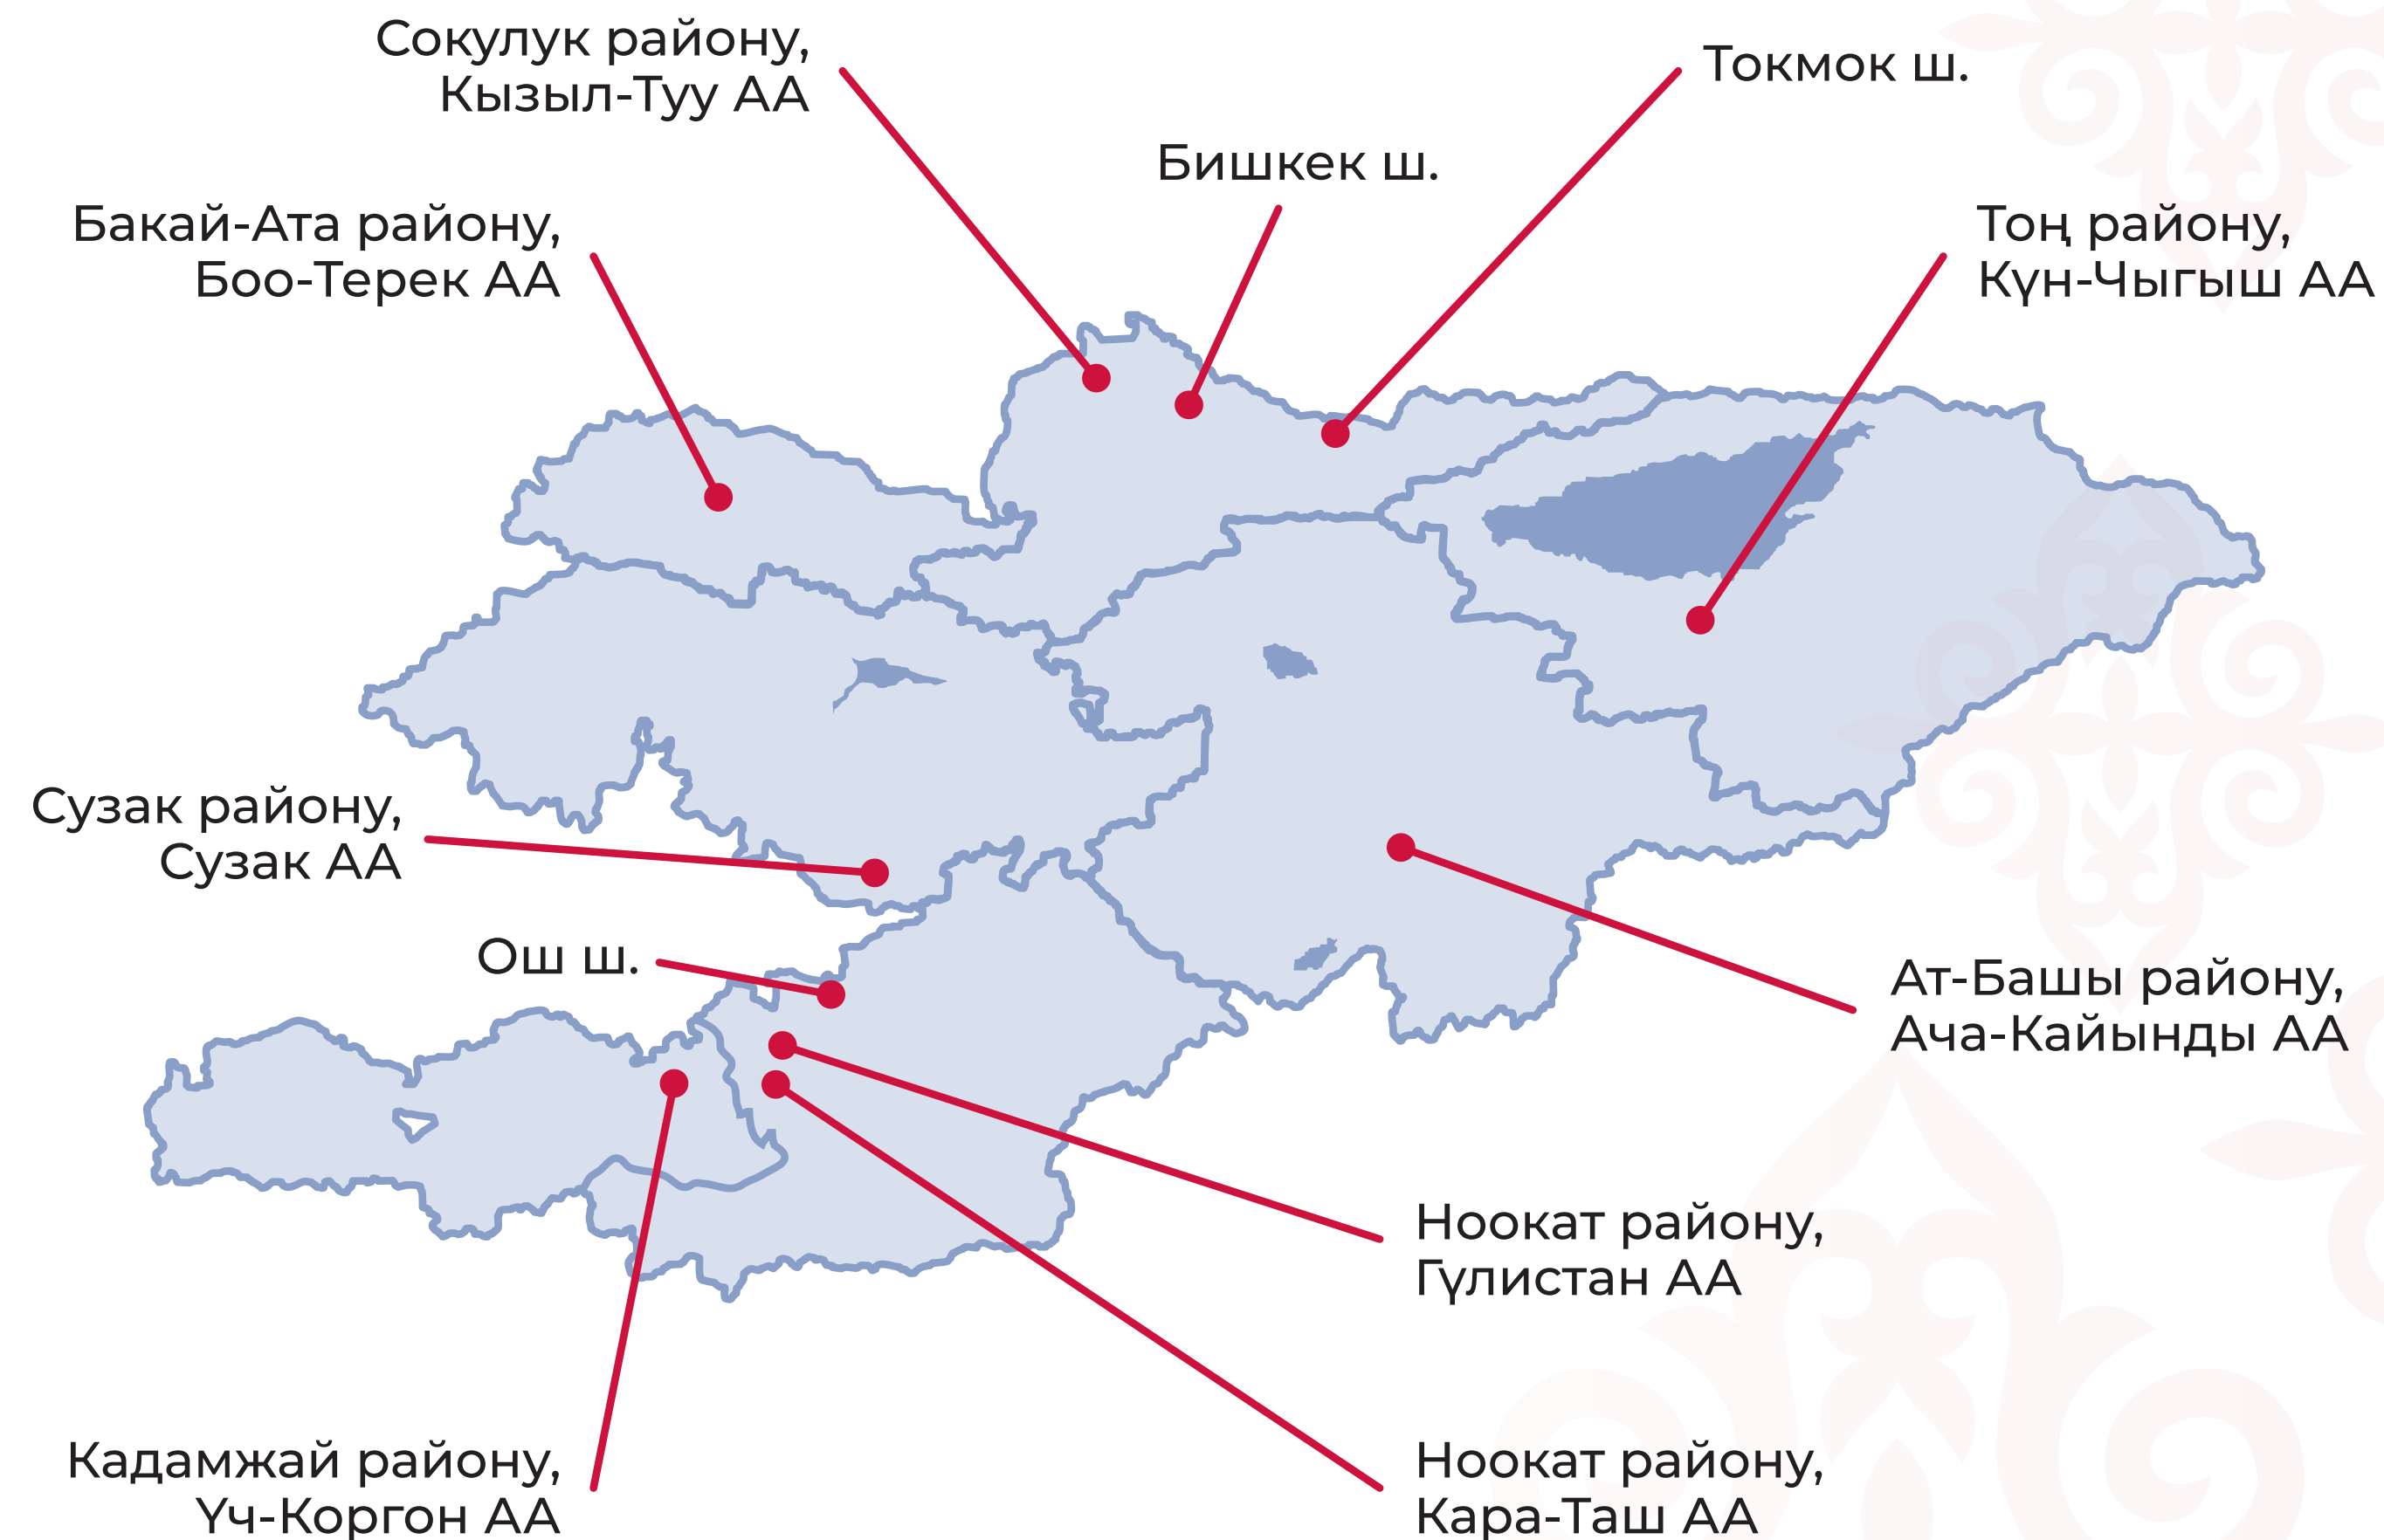 Сокулук району,
Кызыл-Туу АА
Токмок ш.
Бишкек ш.
Бакай-Ата району,
Боо-Терек АА
Тоң району,
Күн-Чыгыш АА
Сузак району,
Сузак АА
Ош ш.
Ат-Башы району,
Ача-Кайыңды АА
Ноокат району,
Гүлистан АА
Кадамжай району,
Үч-Коргон АА
Ноокат району,
Кара-Таш АА